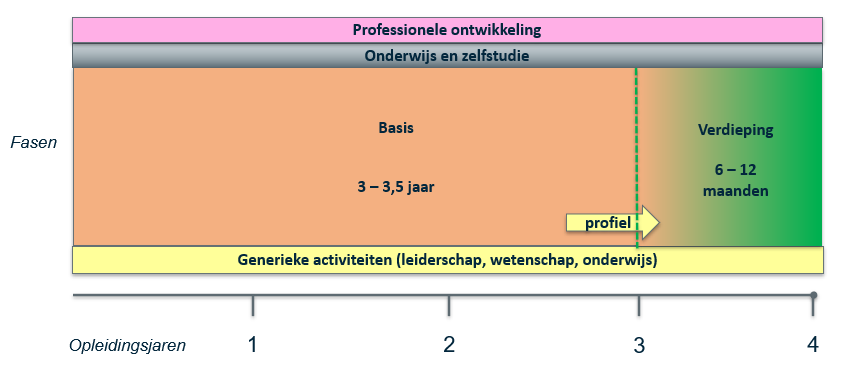 Professionele ontwikkeling
Onderwijs en zelfstudie
Fasen
Basis
3 – 3,5 jaar
Verdieping
6 – 12
maanden
profiel
Generieke activiteiten (leiderschap, wetenschap, onderwijs)
Opleidingsjaren 1 2 3 4